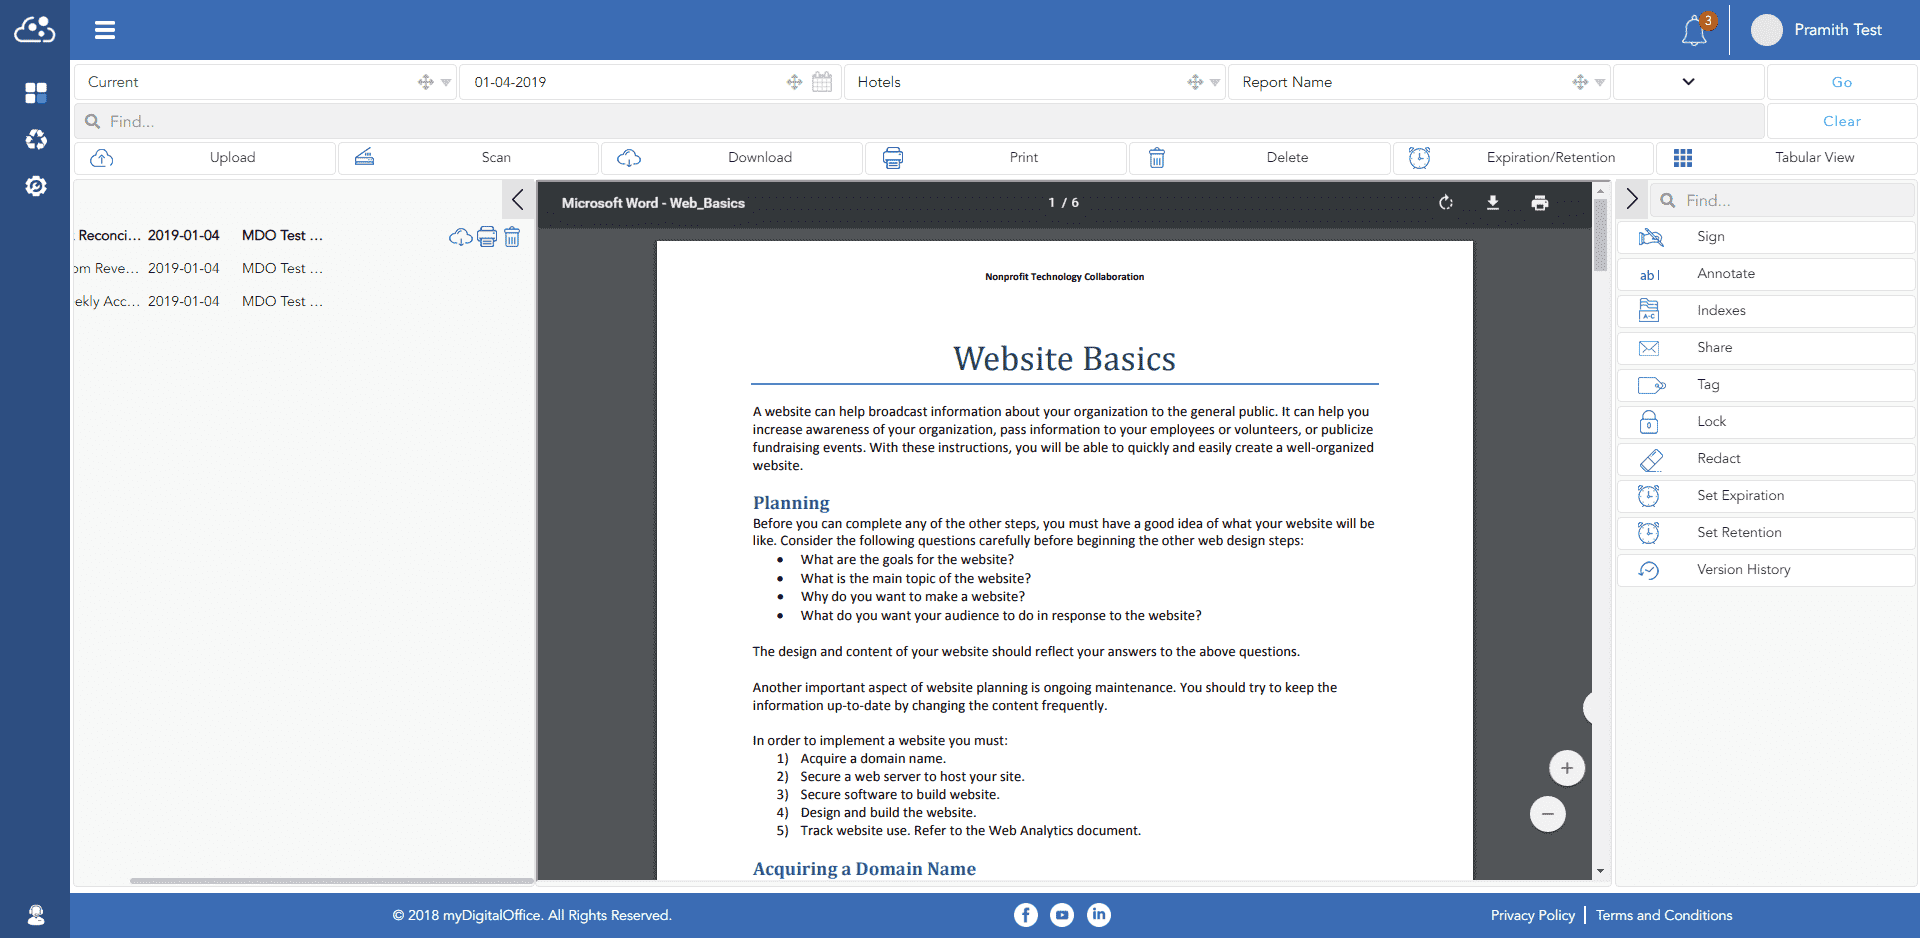 3
Pramith Test
Current
01-04-2019
Hotels
Report Name
Go
Find...
Clear
Upload
Scan
Download
Print
Delete
Expiration/Retention
Tabular View
Reconci... 2019-01-04 MDO Test ...
om Reve... 2019-01-04 MDO Test ...
ekly Acc... 2019-01-04 MDO Test ...
Microsoft Word - Web_Basics
1 / 6
Nonprofit Technology Collaboration
Website Basics
A website can help broadcast information about your organization to the general public. It can help you
increase awareness of your organization, pass information to your employees or volunteers, or publicize
fundraising events. With these instructions, you will be able to quickly and easily create a well-organized
website.
Planning
Before you can complete any of the other steps, you must have a good idea of what your website will be
like. Consider the following questions carefully before beginning the other web design steps:
• What are the goals for the website?
• What is the main topic of the website?
• Why do you want to make a website?
• What do you want your audience to do in response to the website?
The design and content of your website should reflect your answers to the above questions.
Another important aspect of website planning is ongoing maintenance. You should try to keep the
information up-to-date by changing the content frequently.
In order to implement a website you must:
1) Acquire a domain name.
2) Secure a web server to host your site.
3) Secure software to build website.
4) Design and build the website.
5) Track website use. Refer to the Web Analytics document.
Acquiring a Domain Name
Find...
Sign
ab I Annotate
A-C Indexes
Share
Tag
Lock
Redact
Set Expiration
Set Retention
Version History
© 2018 myDigitalOffice. All Rights Reserved.
Privacy Policy | Terms and Conditions